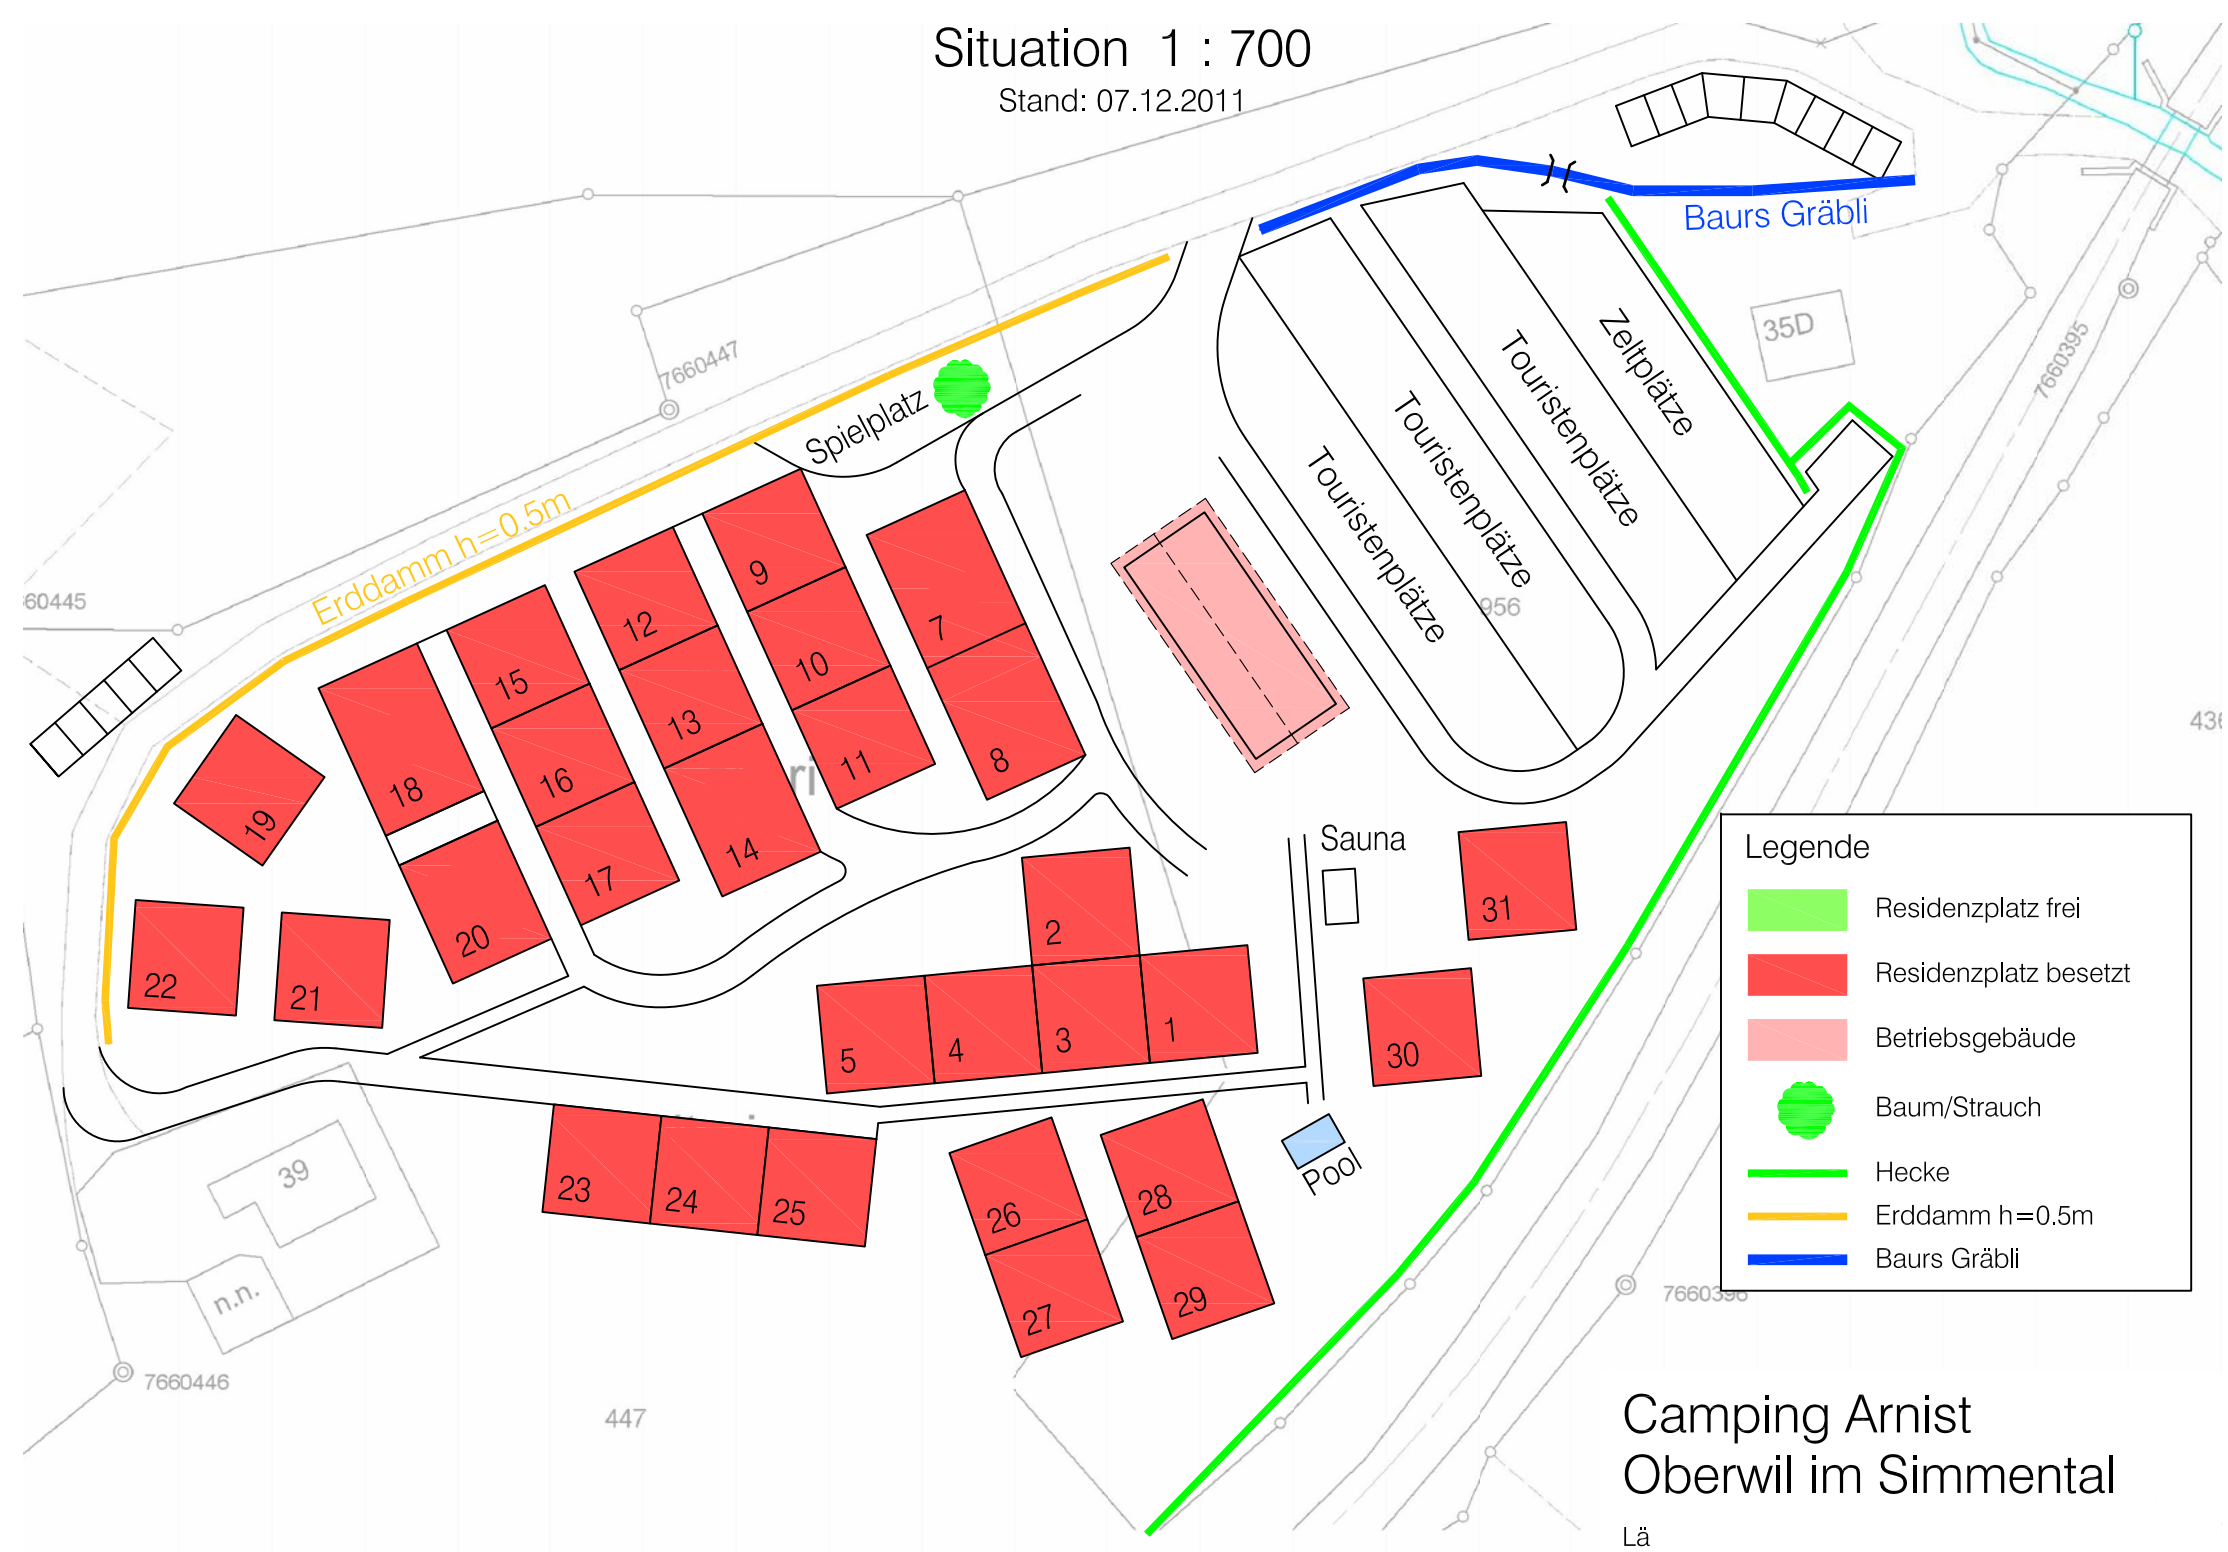 Situation 1 : 700
Stand: 07.12.2011
Baurs Gräbli
35D
7660395
7660447
Spielplatz
Zeltplätze
Touristenplätze
Touristenplätze
Touristenplätze
Erddamm h=0.5m
956
9
7
12
10
15
13
8
11
18
16
14
17
19
20
22
21
2
Sauna
31
5
4
3
1
30
23
24
25
26
28
27
29
Pool
39
n.n.
7660446
447
7660396
Legende
Residenzplatz frei
Residenzplatz besetzt
Betriebsgebäude
Baum/Strauch
Hecke
Erddamm h=0.5m
Baurs Gräbli
Camping Arnist
Oberwil im Simmental
Lä